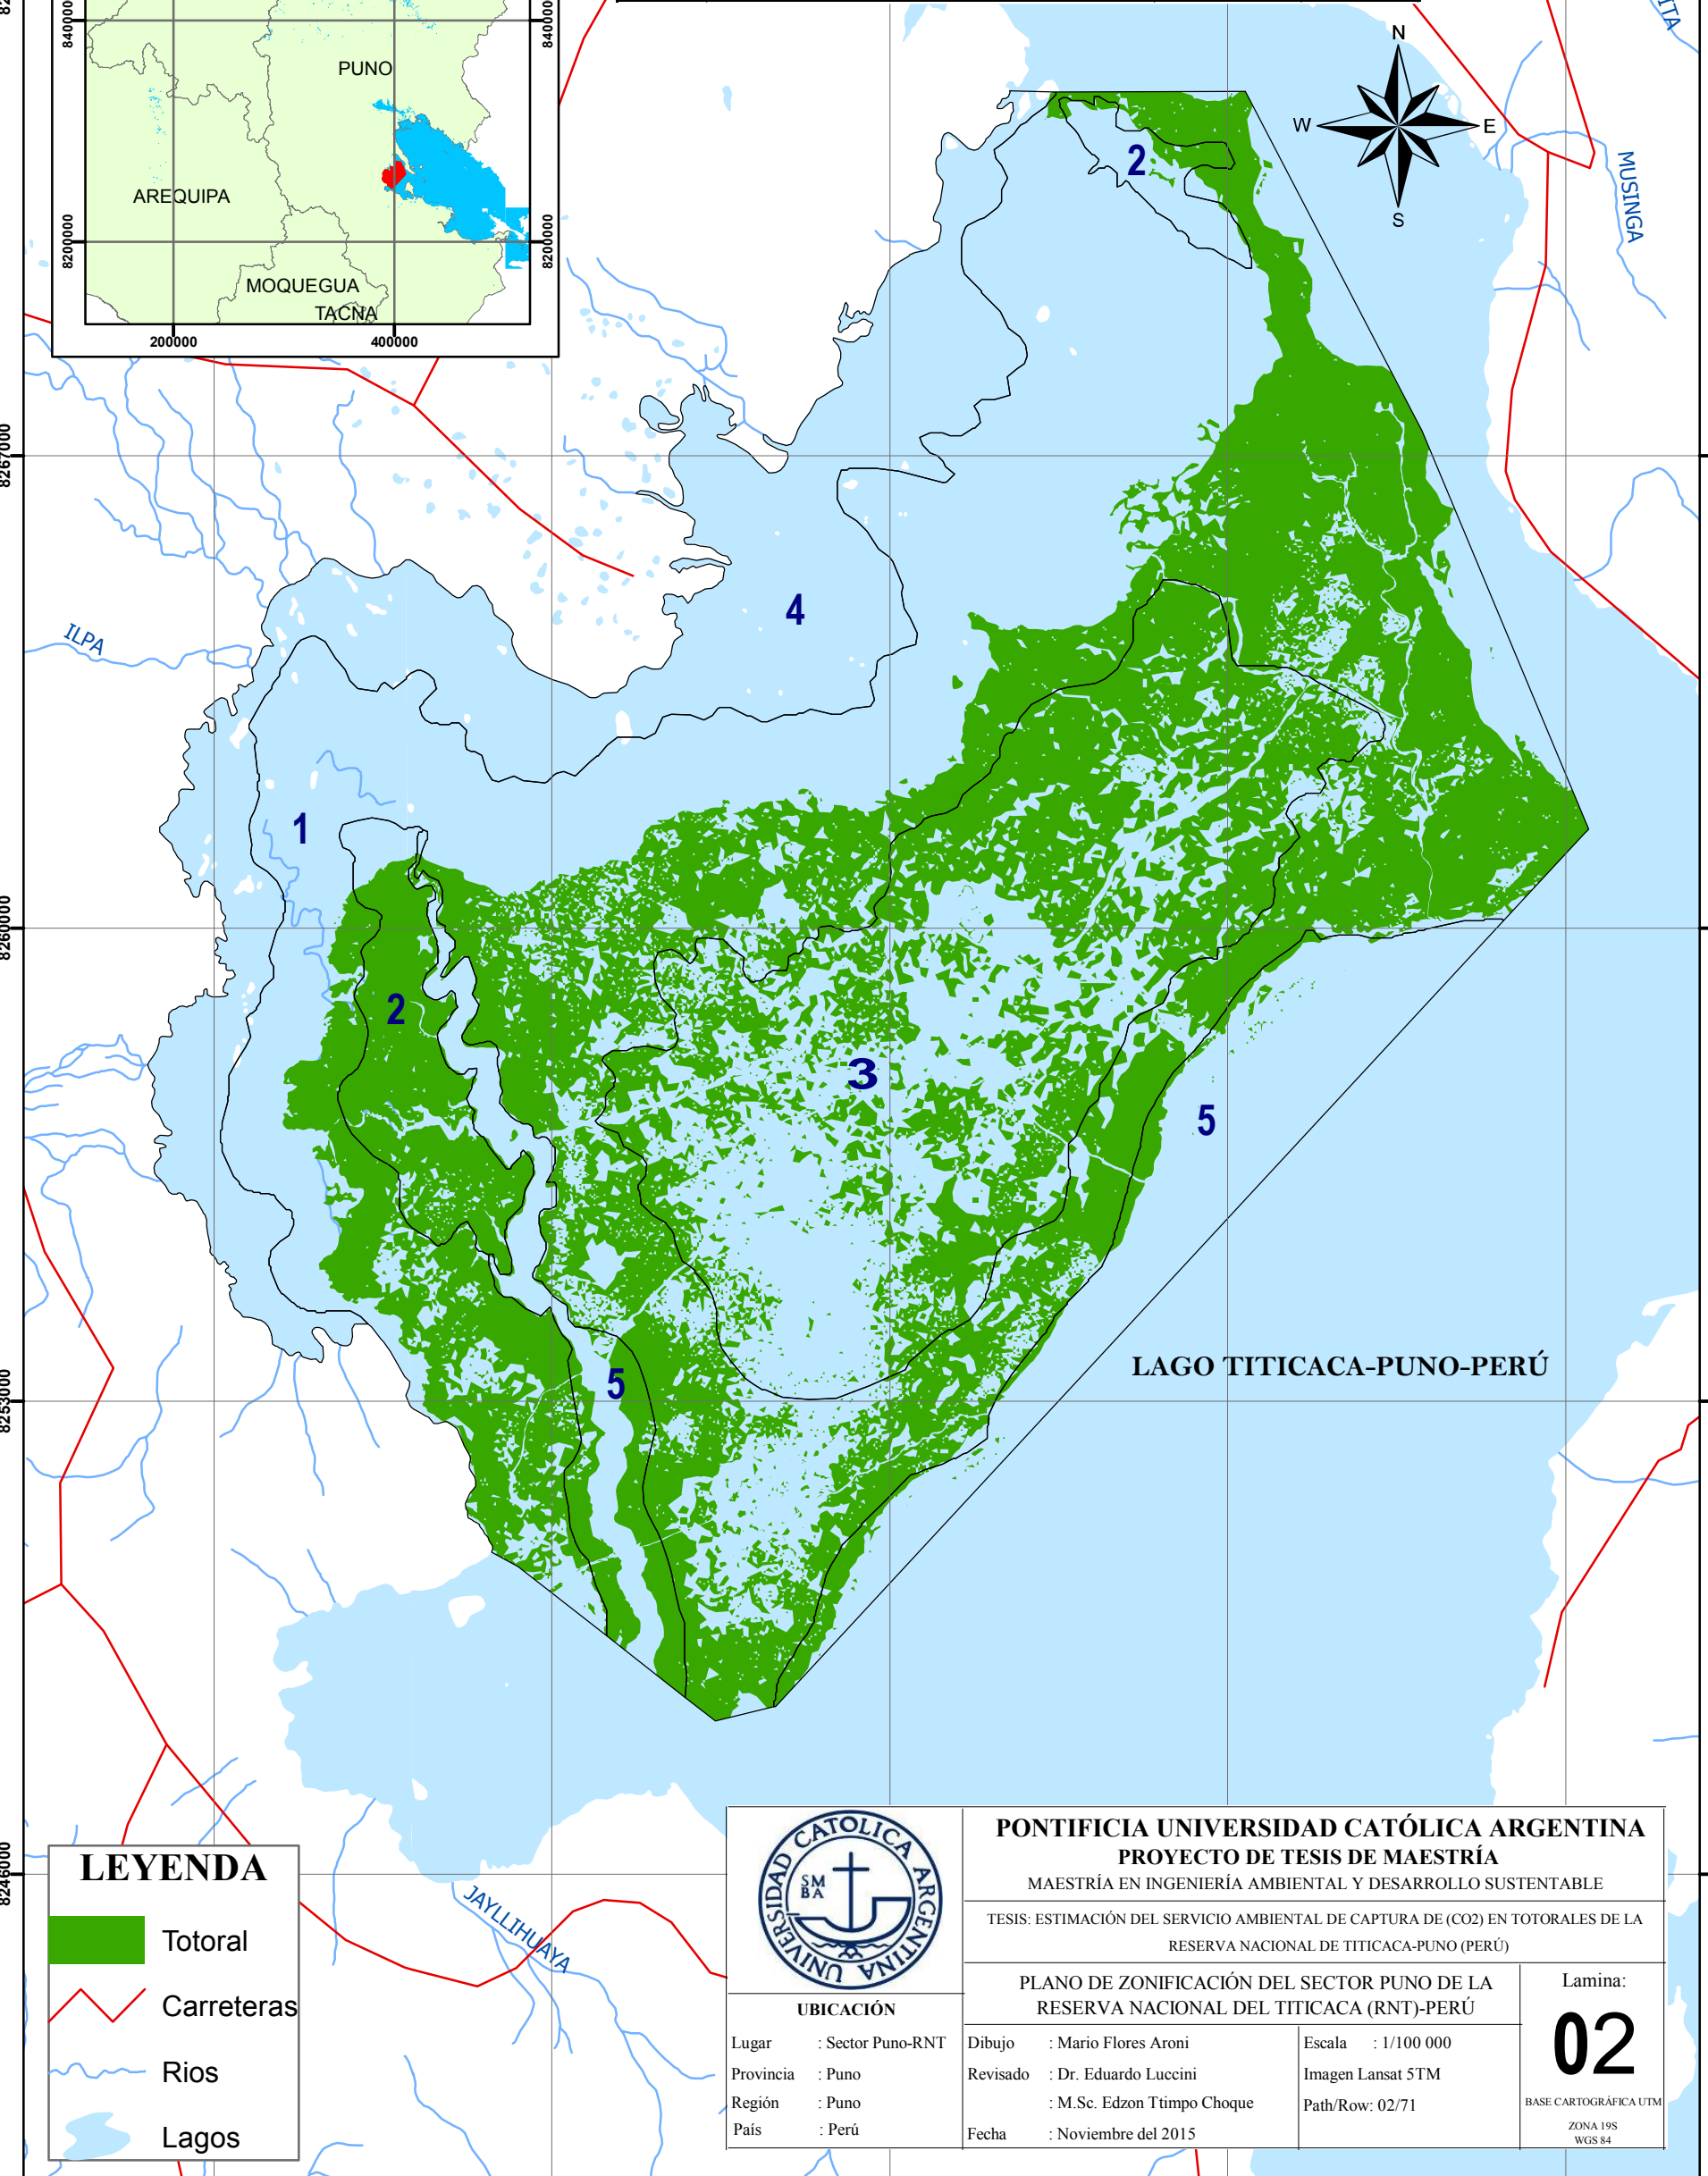 8400000
8400000
PUNO
AREQUIPA
8200000
8200000
MOQUEGUA
TACNA
200000
400000
N
W
E
S
MUSINGA
2
8267000
4
ILPA
1
8260000
2
3
5
5
LAGO TITICACA-PUNO-PERÚ
8253000
8246000
JAYLLIHUAYA
LEYENDA
Totoral
Carreteras
Rios
Lagos
UNIVERSIDAD CATOLICA ARGENTINA
SM
BA
PONTIFICIA UNIVERSIDAD CATÓLICA ARGENTINA
PROYECTO DE TESIS DE MAESTRÍA
MAESTRÍA EN INGENIERÍA AMBIENTAL Y DESARROLLO SUSTENTABLE
TESIS: ESTIMACIÓN DEL SERVICIO AMBIENTAL DE CAPTURA DE (CO2) EN TOTORALES DE LA
RESERVA NACIONAL DE TITICACA-PUNO (PERÚ)
PLANO DE ZONIFICACIÓN DEL SECTOR PUNO DE LA
RESERVA NACIONAL DEL TITICACA (RNT)-PERÚ
Lamina:
02
BASE CARTOGRÁFICA UTM
ZONA 19S
WGS 84
UBICACIÓN
Lugar : Sector Puno-RNT
Provincia : Puno
Región : Puno
País : Perú
Dibujo : Mario Flores Aroni
Revisado : Dr. Eduardo Luccini
: M.Sc. Edzon Ttimpo Choque
Fecha : Noviembre del 2015
Escala : 1/100 000
Imagen Lansat 5TM
Path/Row: 02/71